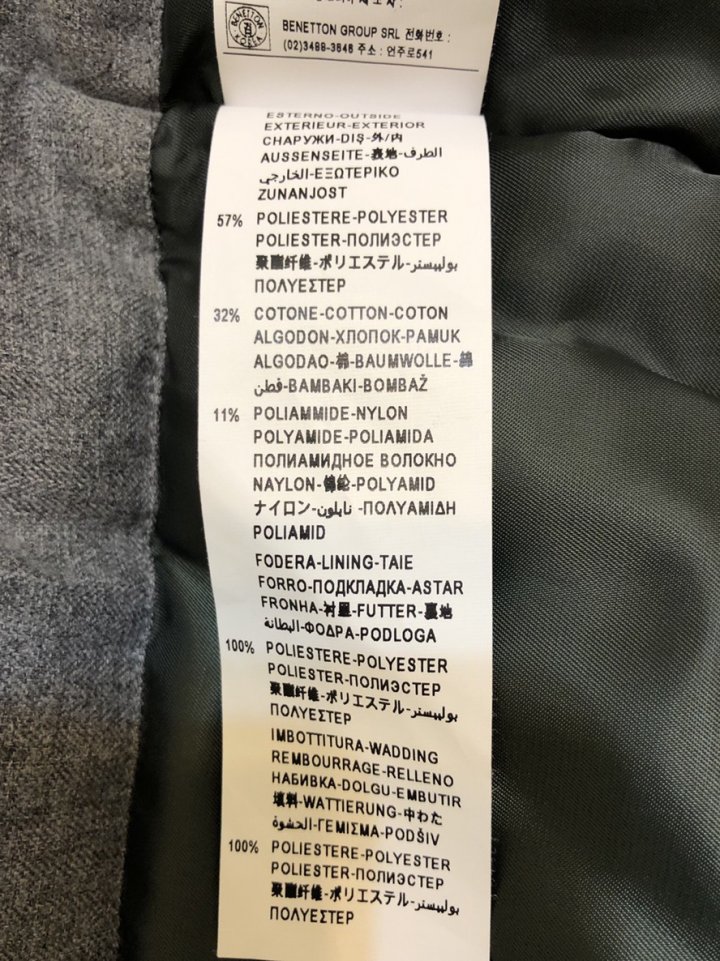 BENETTON
BENETTON GROUP SRL 전화번호 :
(02)3488-3648 주소 : 언주로541
ESTERNO-OUTSIDE
EXTERIEUR-EXTERIOR
СНАРУЖИ-DIŞ-外/内
AUSSENSEITE-裏地-الطرف
الخارجي-ΕΞΩΤΕΡΙΚΟ
ZUNANJOST
57% POLIESTERE-POLYESTER
POLIESTER-ПОЛИЭСТЕР
聚酯纤维-ポリエステル-بوليستر
ΠΟΛΥΕΣΤΕΡ
32% COTONE-COTTON-COTON
ALGODON-ХЛОПОК-PAMUK
ALGODAO-棉-BAUMWOLLE-綿
قطن-BAMBAKI-BOMBAŽ
11% POLIAMMIDE-NYLON
POLYAMIDE-POLIAMIDA
ПОЛИАМИДНОЕ ВОЛОКНО
NAYLON-锦纶-POLYAMID
ナイロン-نايلون -ΠΟΛΥΑΜΙΔΗ
POLIAMID
FODERA-LINING-TAIE
FORRO-ПОДКЛАДКА-ASTAR
FRONHA-衬里-FUTTER-裏地
البطانة-ΦΟΔΡΑ-PODLOGA
100% POLIESTERE-POLYESTER
POLIESTER-ПОЛИЭСТЕР
聚酯纤维-ポリエステル-بوليستر
ΠΟΛΥΕΣΤΕΡ
IMBOTTITURA-WADDING
REMBOURRAGE-RELLENO
НАБИВКА-DOLGU-EMBUTIR
填料-WATTIERUNG-中わた
الحشوة-ΓΕΜΙΣΜΑ-PODŠIV
100% POLIESTERE-POLYESTER
POLIESTER-ПОЛИЭСТЕР
聚酯纤维-ポリエステル-بوليستر
ΠΟΛΥΕΣΤΕΡ